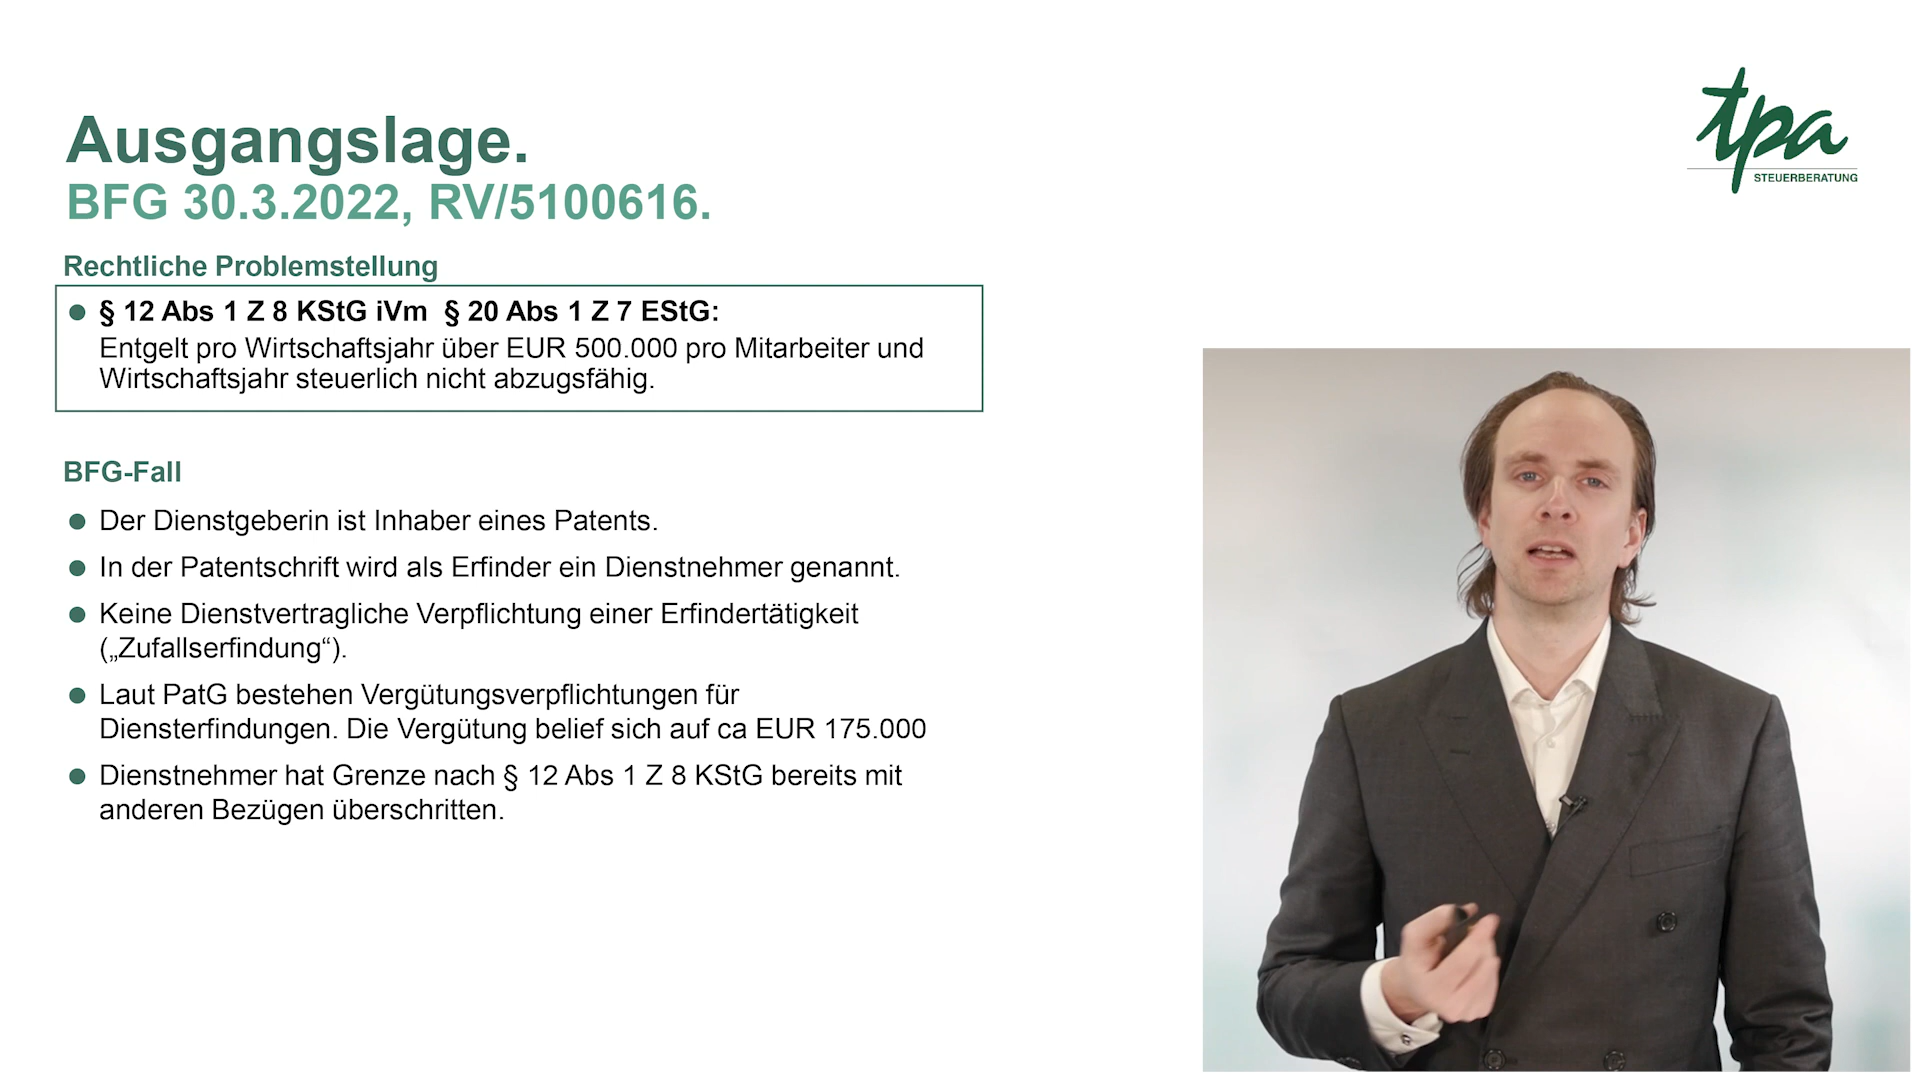 Ausgangslage.
BFG 30.3.2022, RV/5100616.
tpa
STEUERBERATUNG
Rechtliche Problemstellung
● § 12 Abs 1 Z 8 KStG iVm § 20 Abs 1 Z 7 EStG:
Entgelt pro Wirtschaftsjahr über EUR 500.000 pro Mitarbeiter und
Wirtschaftsjahr steuerlich nicht abzugsfähig.
BFG-Fall
● Der Dienstgeberin ist Inhaber eines Patents.
● In der Patentschrift wird als Erfinder ein Dienstnehmer genannt.
● Keine Dienstvertragliche Verpflichtung einer Erfindertätigkeit
(„Zufallserfindung“).
● Laut PatG bestehen Vergütungsverpflichtungen für
Diensterfindungen. Die Vergütung belief sich auf ca EUR 175.000
● Dienstnehmer hat Grenze nach § 12 Abs 1 Z 8 KStG bereits mit
anderen Bezügen überschritten.